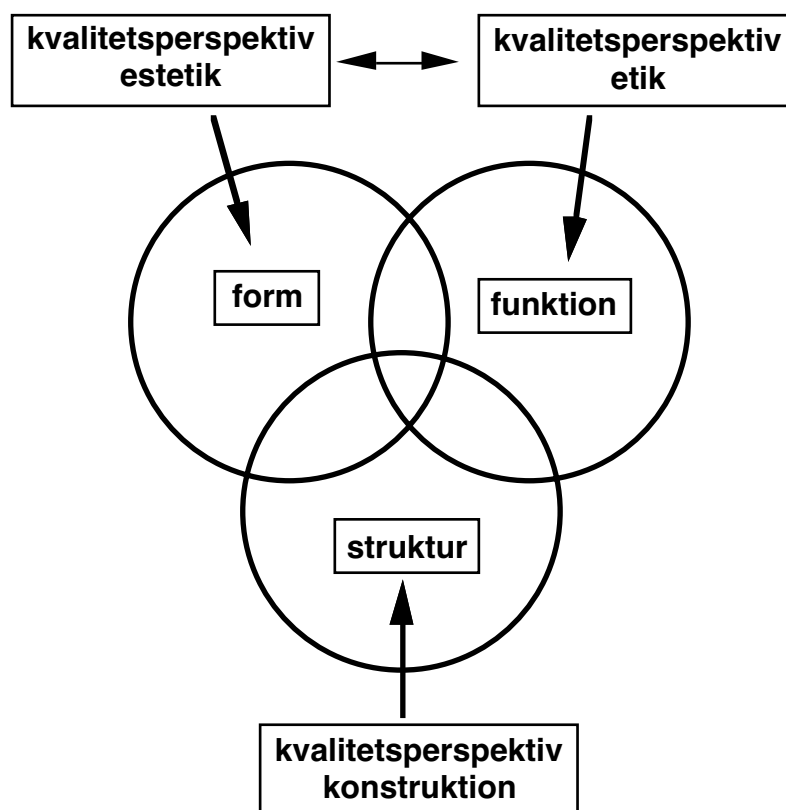 kvalitetsperspektiv
estetik
kvalitetsperspektiv
etik
form
funktion
struktur
kvalitetsperspektiv
konstruktion